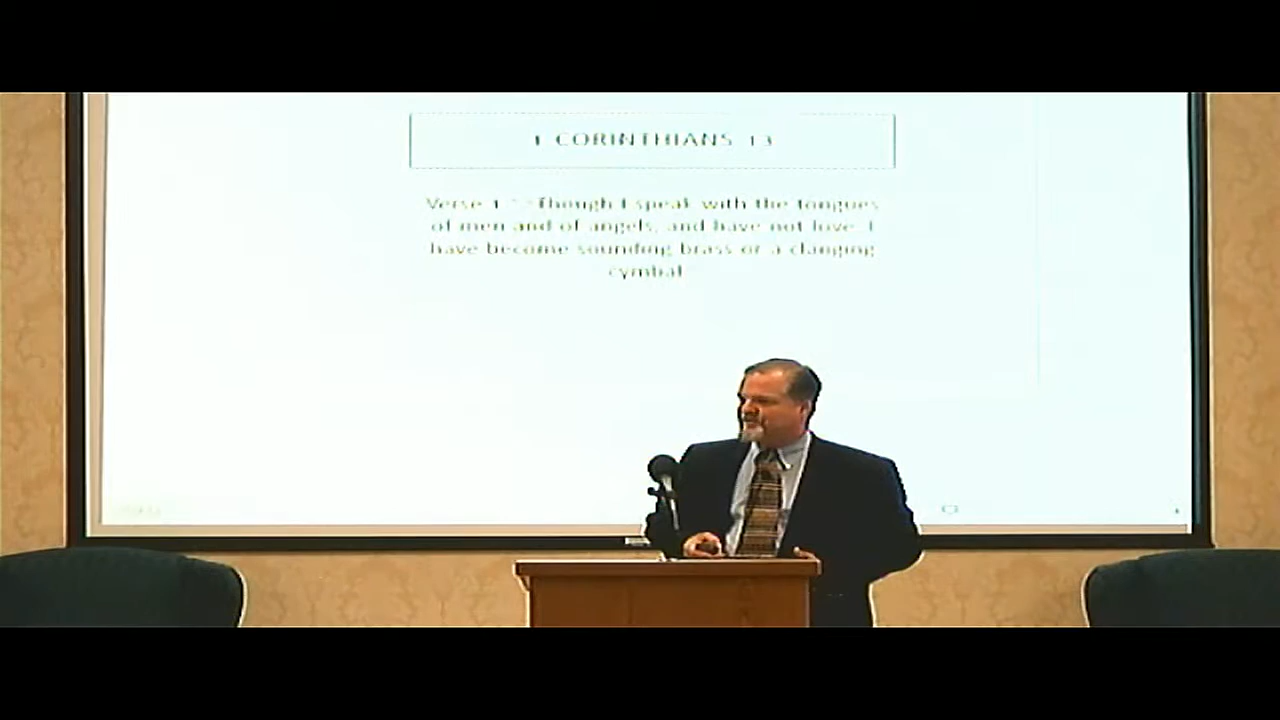 1 CORINTHIANS 13
Verse 1 - Though I speak with the tongues
of men and of angels, and have not love, I
have become sounding brass or a clanging
cymbal